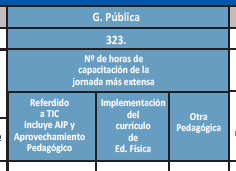 G. Pública
323.
Nº de horas de
capacitación de la
jornada más extensa
Referido
a TIC
incluye AIP y
Aprovechamiento
Pedagógico
Implementación
del
currículo
de
Ed. Física
Otra
Pedagógica